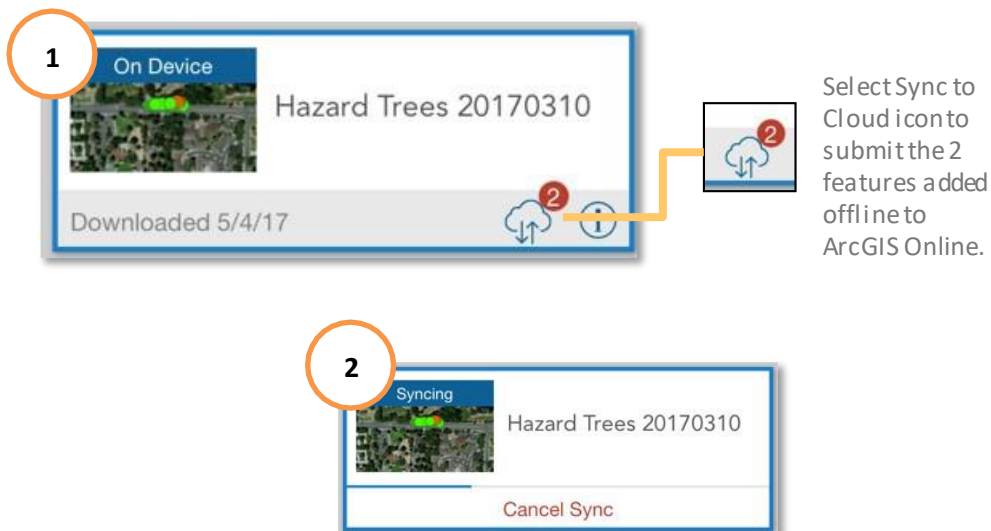 1
On Device
Hazard Trees 20170310
2
Downloaded 5/4/17
2
Select Sync to
Cloud icon to
submit the 2
features added
offline to
ArcGIS Online.
2
Syncing
Hazard Trees 20170310
Cancel Sync